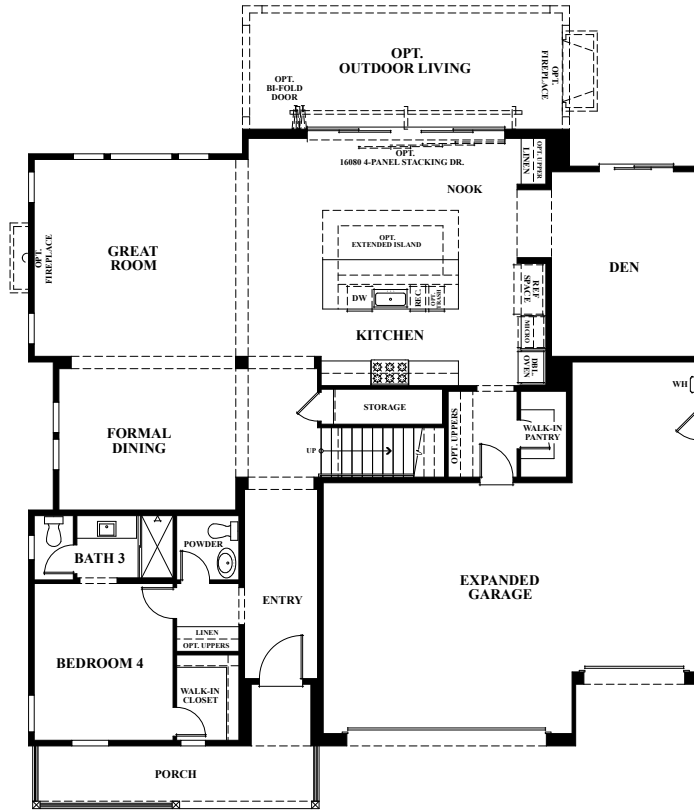 OPT.
OUTDOOR LIVING
OPT.
FIREPLACE
OPT.
BI-FOLD
DOOR
OPT.
16080 4-PANEL STACKING DR.
LINEN
OPT. UPPER
NOOK
GREAT
ROOM
OPT.
FIREPLACE
OPT.
EXTENDED ISLAND
DEN
DW
REC.
OPT.
TRASH
REF
SPACE
MICRO
KITCHEN
DBL.
OVEN
WH
STORAGE
FORMAL
DINING
OPT. UPPERS
WALK-IN
PANTRY
UP
BATH 3
POWDER
EXPANDED
GARAGE
ENTRY
LINEN
OPT. UPPERS
BEDROOM 4
WALK-IN
CLOSET
PORCH